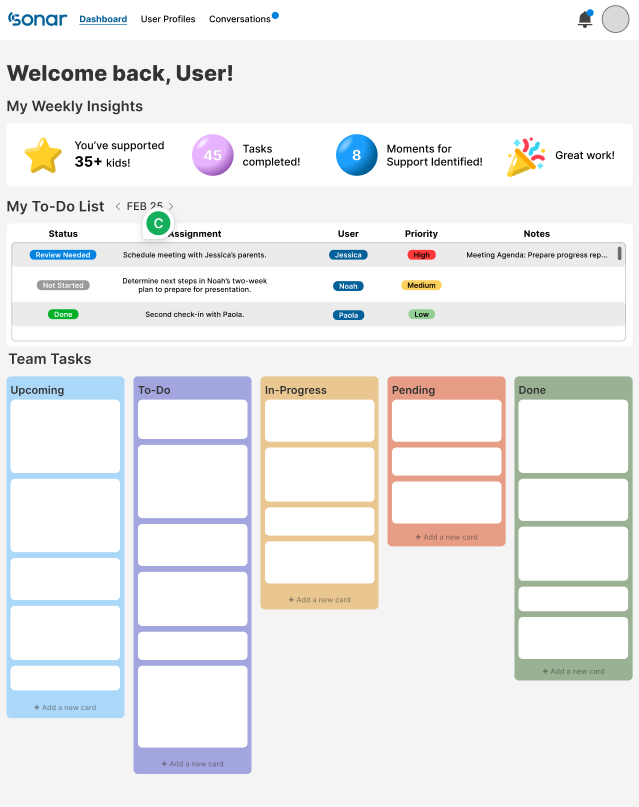 sonar Dashboard User Profiles Conversations
Welcome back, User!
My Weekly Insights
You've supported
35+ kids!
45
Tasks
completed!
8
Moments for
Support Identified!
Great work!
My To-Do List < FEB 25 >
C
Status Assignment User Priority Notes
Review Needed Schedule meeting with Jessica's parents. Jessica High Meeting Agenda: Prepare progress rep...
Not Started Determine next steps in Noah's two-week
plan to prepare for presentation. Noah Medium
Done Second check-in with Paola. Paola Low
Team Tasks
Upcoming
+ Add a new card
To-Do
+ Add a new card
In-Progress
+ Add a new card
Pending
+ Add a new card
Done
+ Add a new card